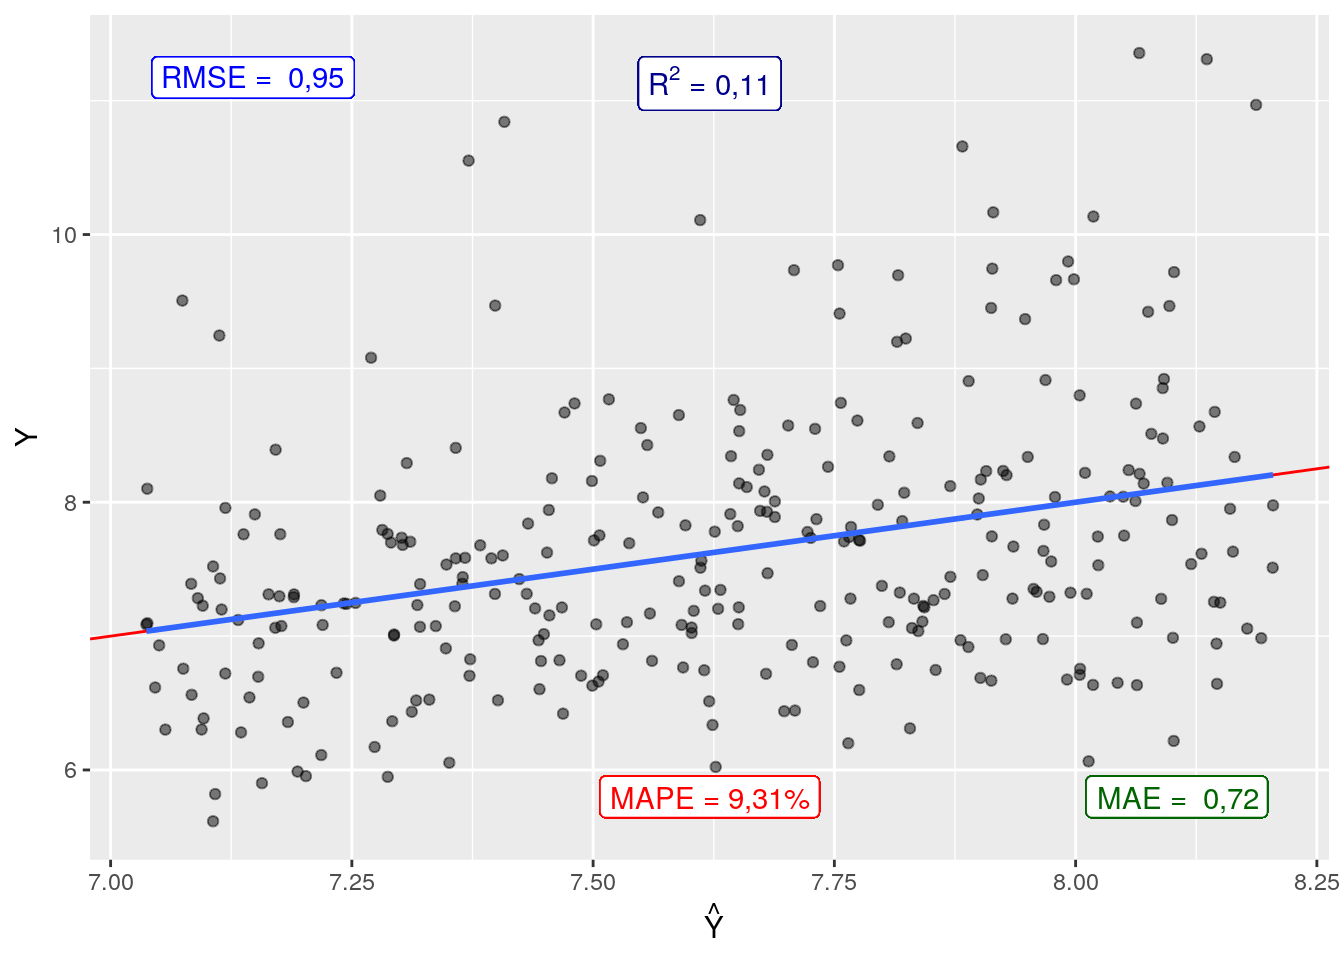 RMSE =  0,95
R² = 0,11
Y
10
8
6
MAPE = 9,31%
MAE =  0,72
7.00 7.25 7.50 7.75 8.00 8.25
Ŷ